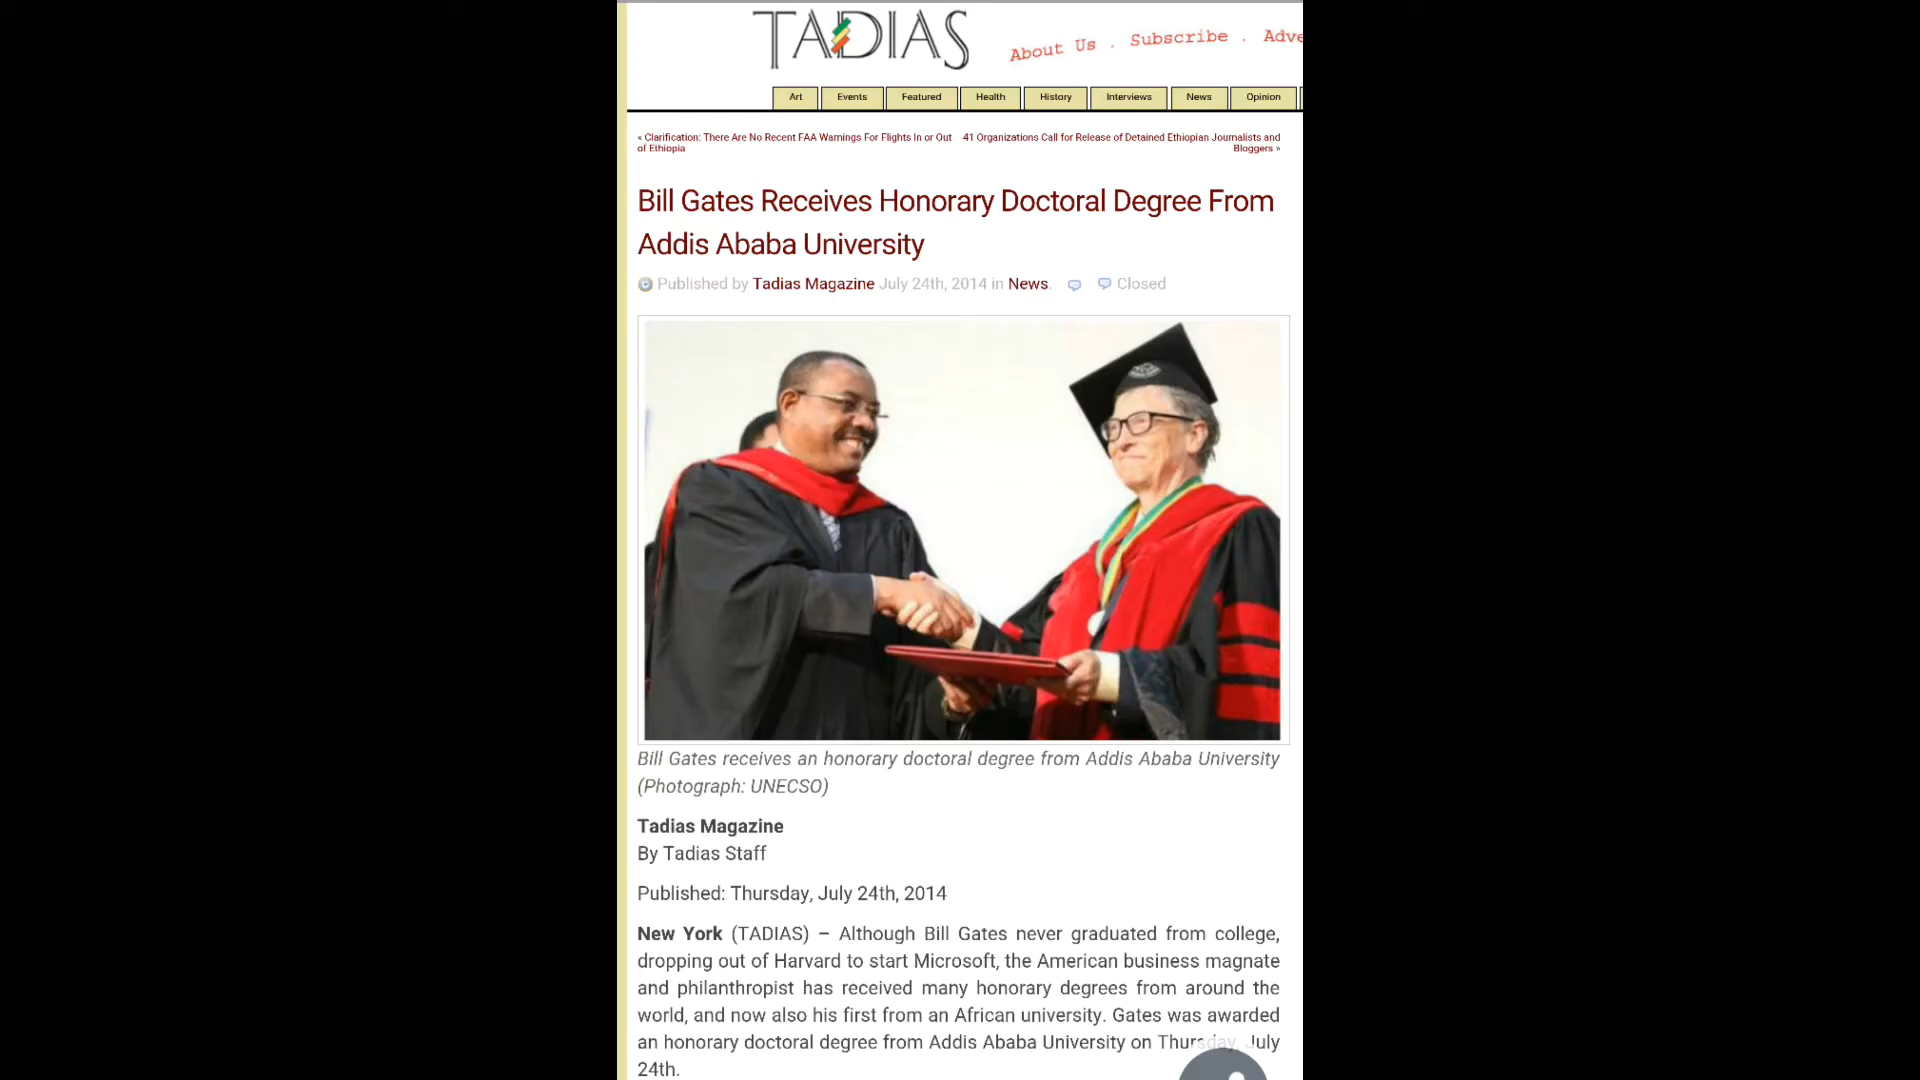 TADIAS
About Us . Subscribe . Adve
Art Events Featured Health History Interviews News Opinion
« Clarification: There Are No Recent FAA Warnings For Flights In or Out
of Ethiopia
41 Organizations Call for Release of Detained Ethiopian Journalists and
Bloggers »
Bill Gates Receives Honorary Doctoral Degree From
Addis Ababa University
Published by Tadias Magazine July 24th, 2014 in News. Closed
Bill Gates receives an honorary doctoral degree from Addis Ababa University
(Photograph: UNECSO)
Tadias Magazine
By Tadias Staff
Published: Thursday, July 24th, 2014
New York (TADIAS) – Although Bill Gates never graduated from college,
dropping out of Harvard to start Microsoft, the American business magnate
and philanthropist has received many honorary degrees from around the
world, and now also his first from an African university. Gates was awarded
an honorary doctoral degree from Addis Ababa University on Thursday, July
24th.